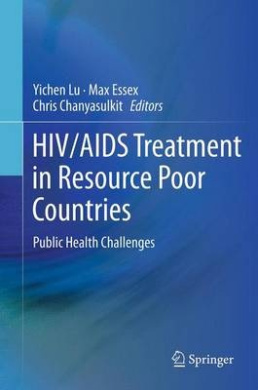 Yichen Lu · Max Essex
Chris Chanyasulkit Editors
HIV/AIDS Treatment
in Resource Poor
Countries
Public Health Challenges
Springer